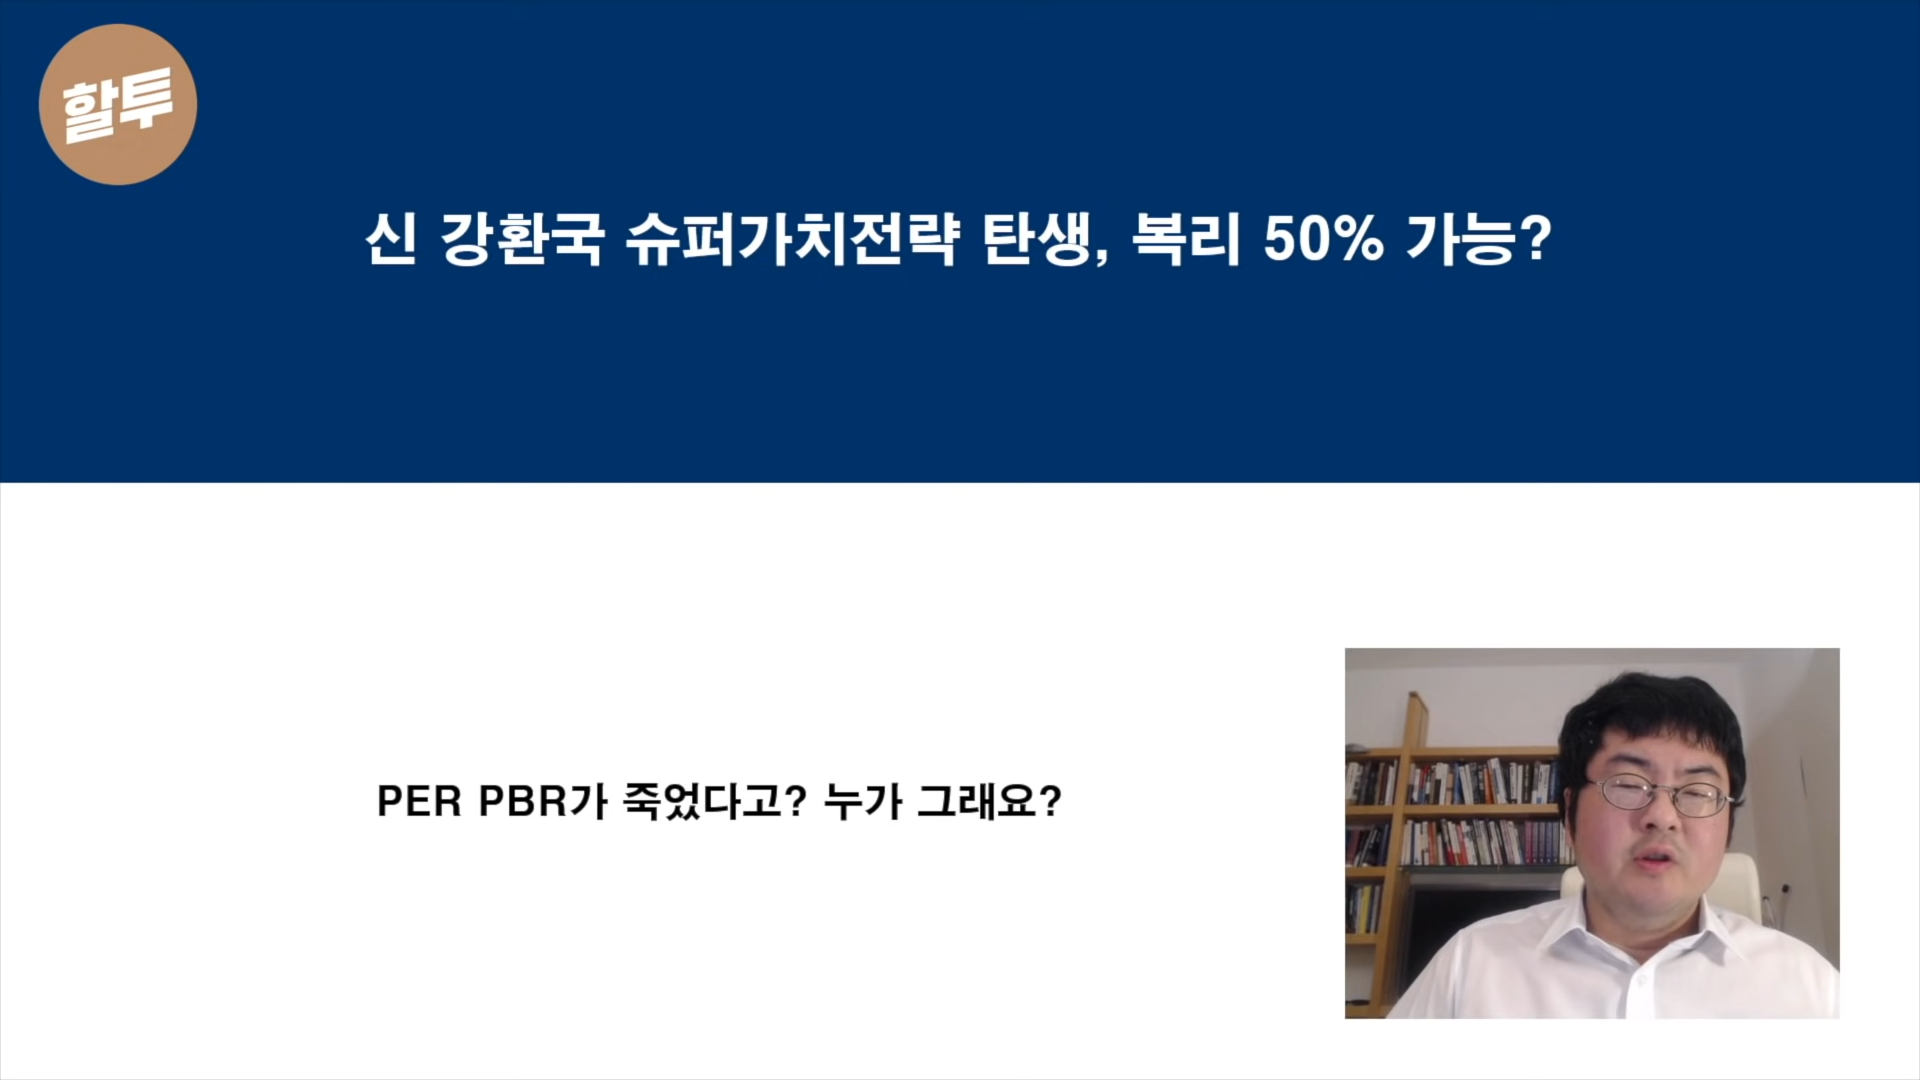 할투
신 강환국 슈퍼가치전략 탄생, 복리 50% 가능?
PER PBR가 죽었다고? 누가 그래요?